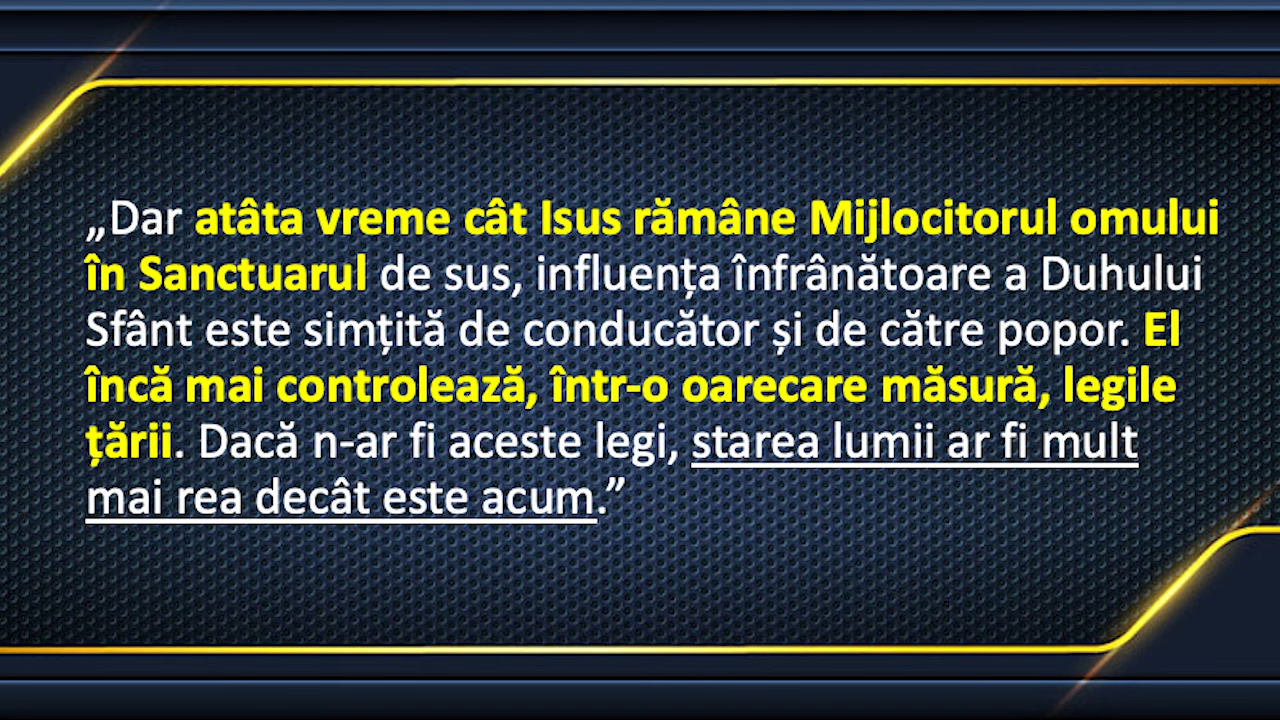 „Dar atâta vreme cât Isus rămâne Mijlocitorul omului
în Sanctuarul de sus, influența înfrânătoare a Duhului
Sfânt este simțită de conducător și de către popor. El
încă mai controlează, într-o oarecare măsură, legile
țării. Dacă n-ar fi aceste legi, starea lumii ar fi mult
mai rea decât este acum.”